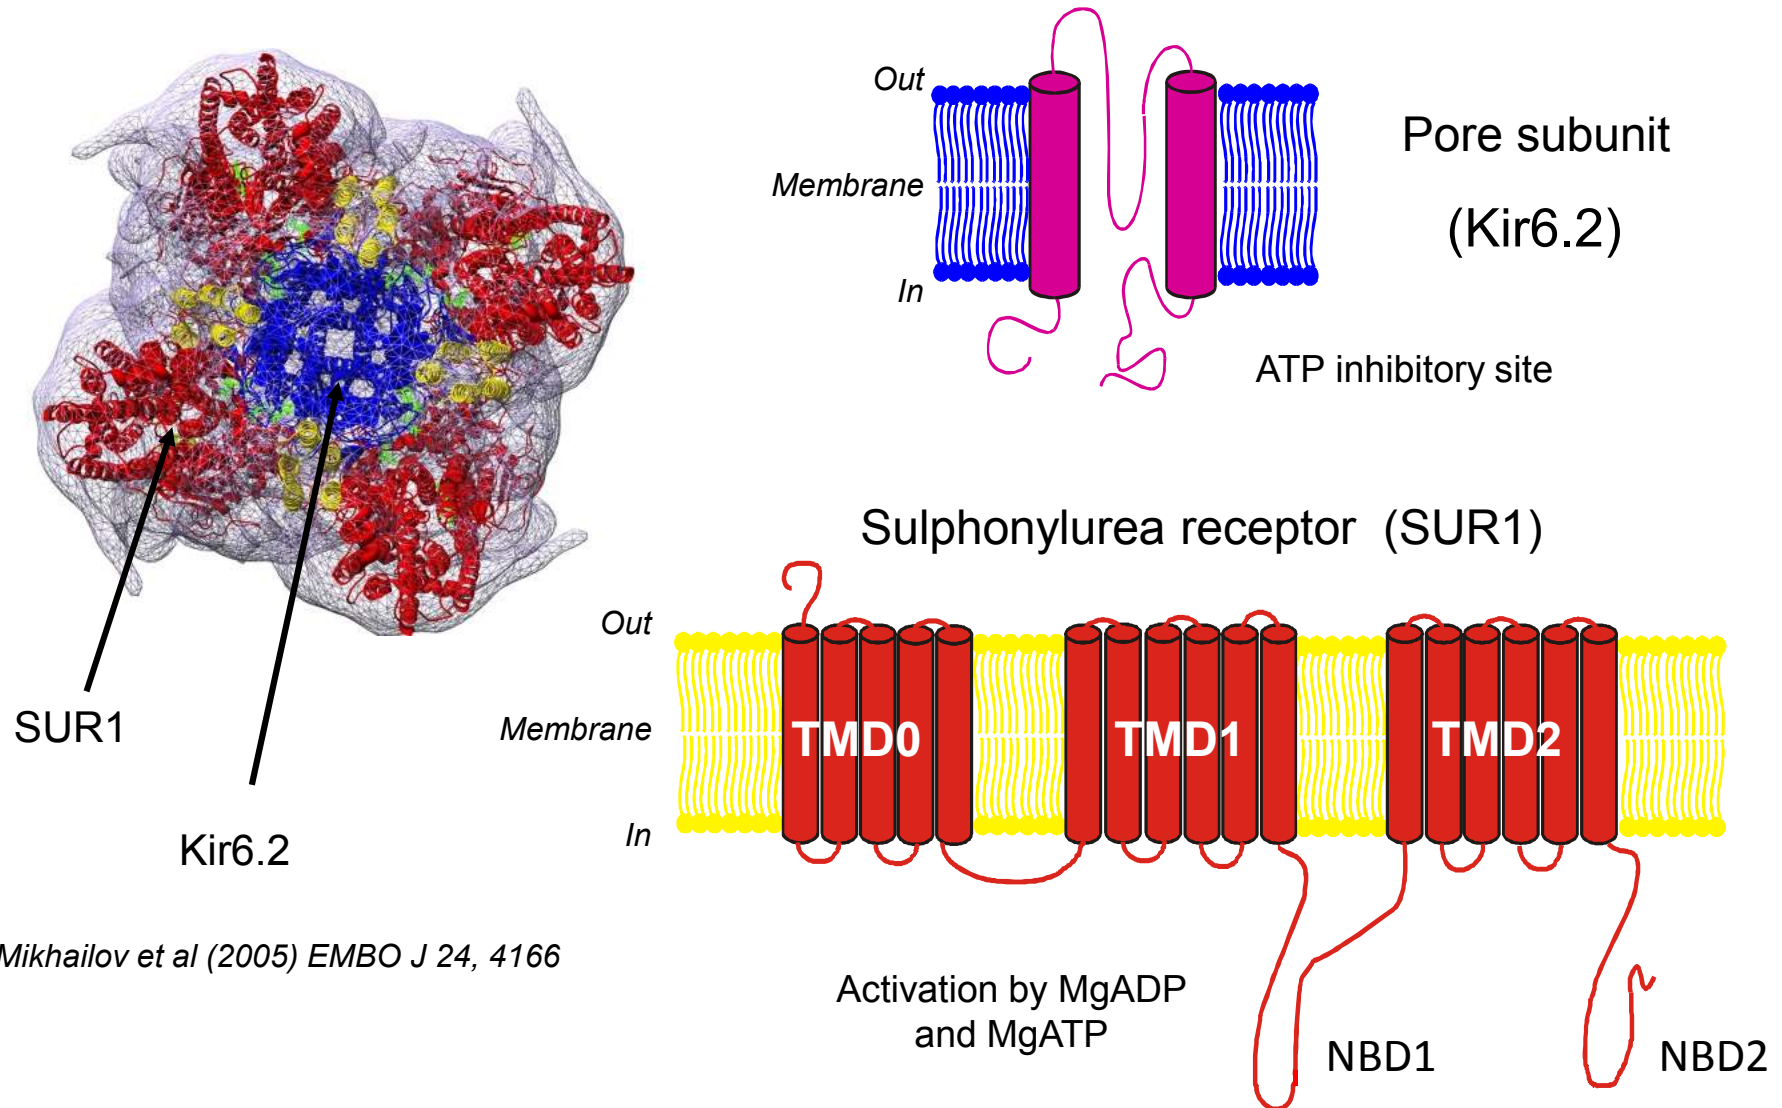 Out
Membrane
In
Pore subunit
(Kir6.2)
ATP inhibitory site
SUR1
Kir6.2
Mikhailov et al (2005) EMBO J 24, 4166
Sulphonylurea receptor (SUR1)
Out
Membrane
In
TMD0
TMD1
TMD2
Activation by MgADP
and MgATP
NBD1
NBD2